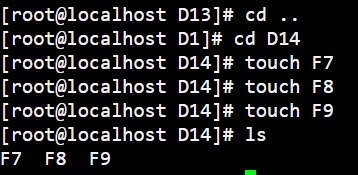 [root@localhost D13]# cd ..
[root@localhost D1]# cd D14
[root@localhost D14]# touch F7
[root@localhost D14]# touch F8
[root@localhost D14]# touch F9
[root@localhost D14]# ls
F7  F8  F9